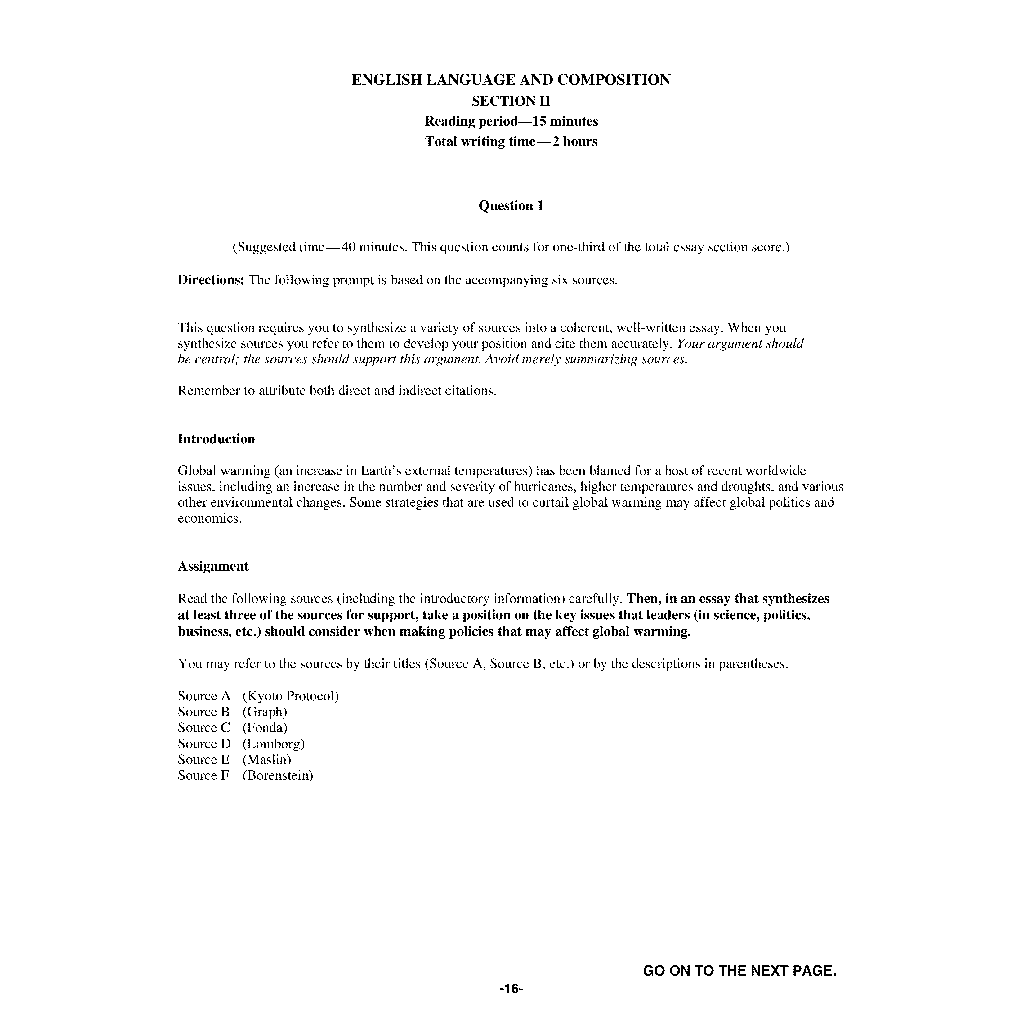 ENGLISH LANGUAGE AND COMPOSITION
SECTION II
Reading period—15 minutes
Total writing time—2 hours
Question 1
(Suggested time—40 minutes. This question counts for one-third of the total essay section score.)
Directions: The following prompt is based on the accompanying six sources.
This question requires you to synthesize a variety of sources into a coherent, well-written essay. When you
synthesize sources you refer to them to develop your position and cite them accurately. Your argument should
be central; the sources should support this argument. Avoid merely summarizing sources.
Remember to attribute both direct and indirect citations.
Introduction
Global warming (an increase in Earth's external temperatures) has been blamed for a host of recent worldwide
issues, including an increase in the number and severity of hurricanes, higher temperatures and droughts, and various
other environmental changes. Some strategies that are used to curtail global warming may affect global politics and
economics.
Assignment
Read the following sources (including the introductory information) carefully. Then, in an essay that synthesizes
at least three of the sources for support, take a position on the key issues that leaders (in science, politics,
business, etc.) should consider when making policies that may affect global warming.
You may refer to the sources by their titles (Source A, Source B, etc.) or by the descriptions in parentheses.
Source A (Kyoto Protocol)
Source B (Graph)
Source C (Fonda)
Source D (Lomborg)
Source E (Maslin)
Source F (Borenstein)
GO ON TO THE NEXT PAGE.
-16-